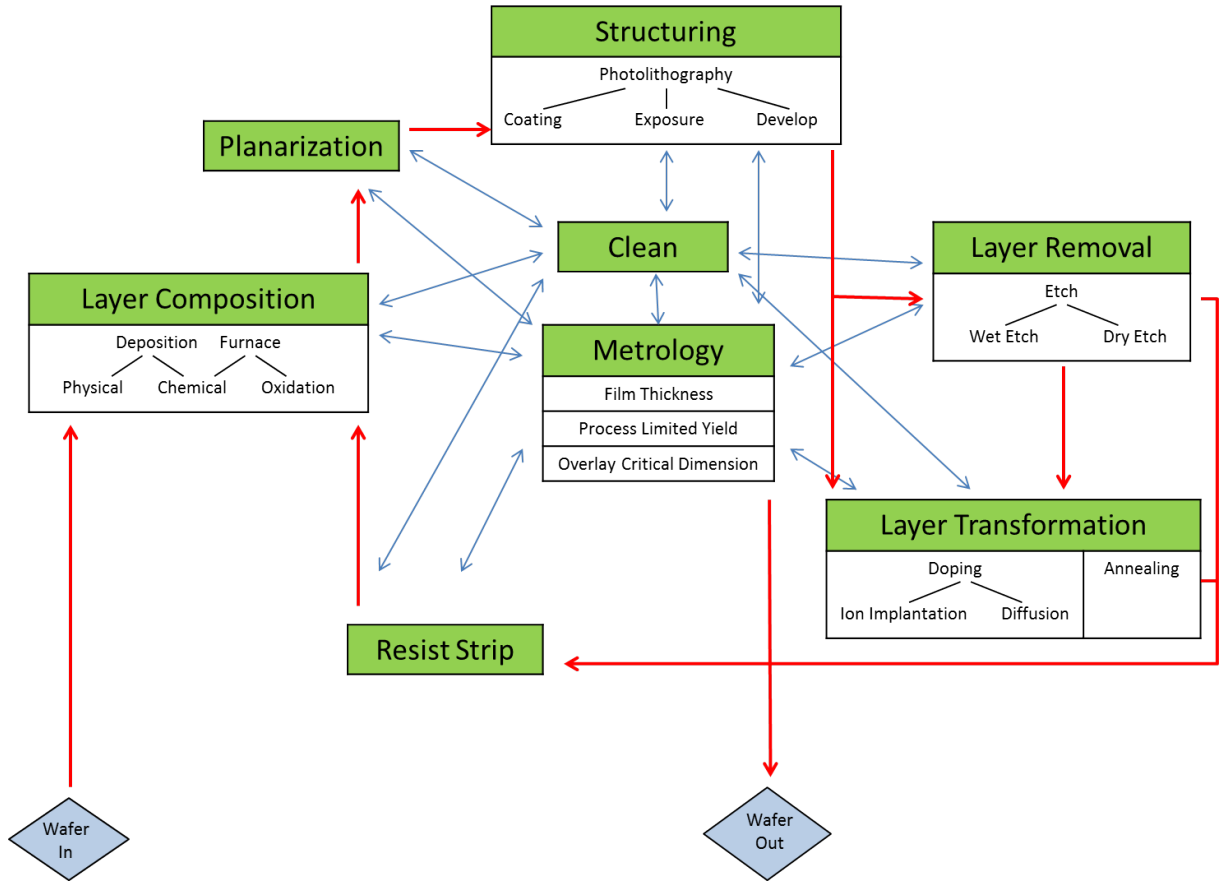 Structuring
Photolithography
Coating Exposure Develop
Planarization
Clean
Layer Removal
Etch
Wet Etch Dry Etch
Layer Composition
Deposition Furnace
Physical Chemical Oxidation
Metrology
Film Thickness
Process Limited Yield
Overlay Critical Dimension
Layer Transformation
Doping Annealing
Ion Implantation Diffusion
Resist Strip
Wafer
In
Wafer
Out